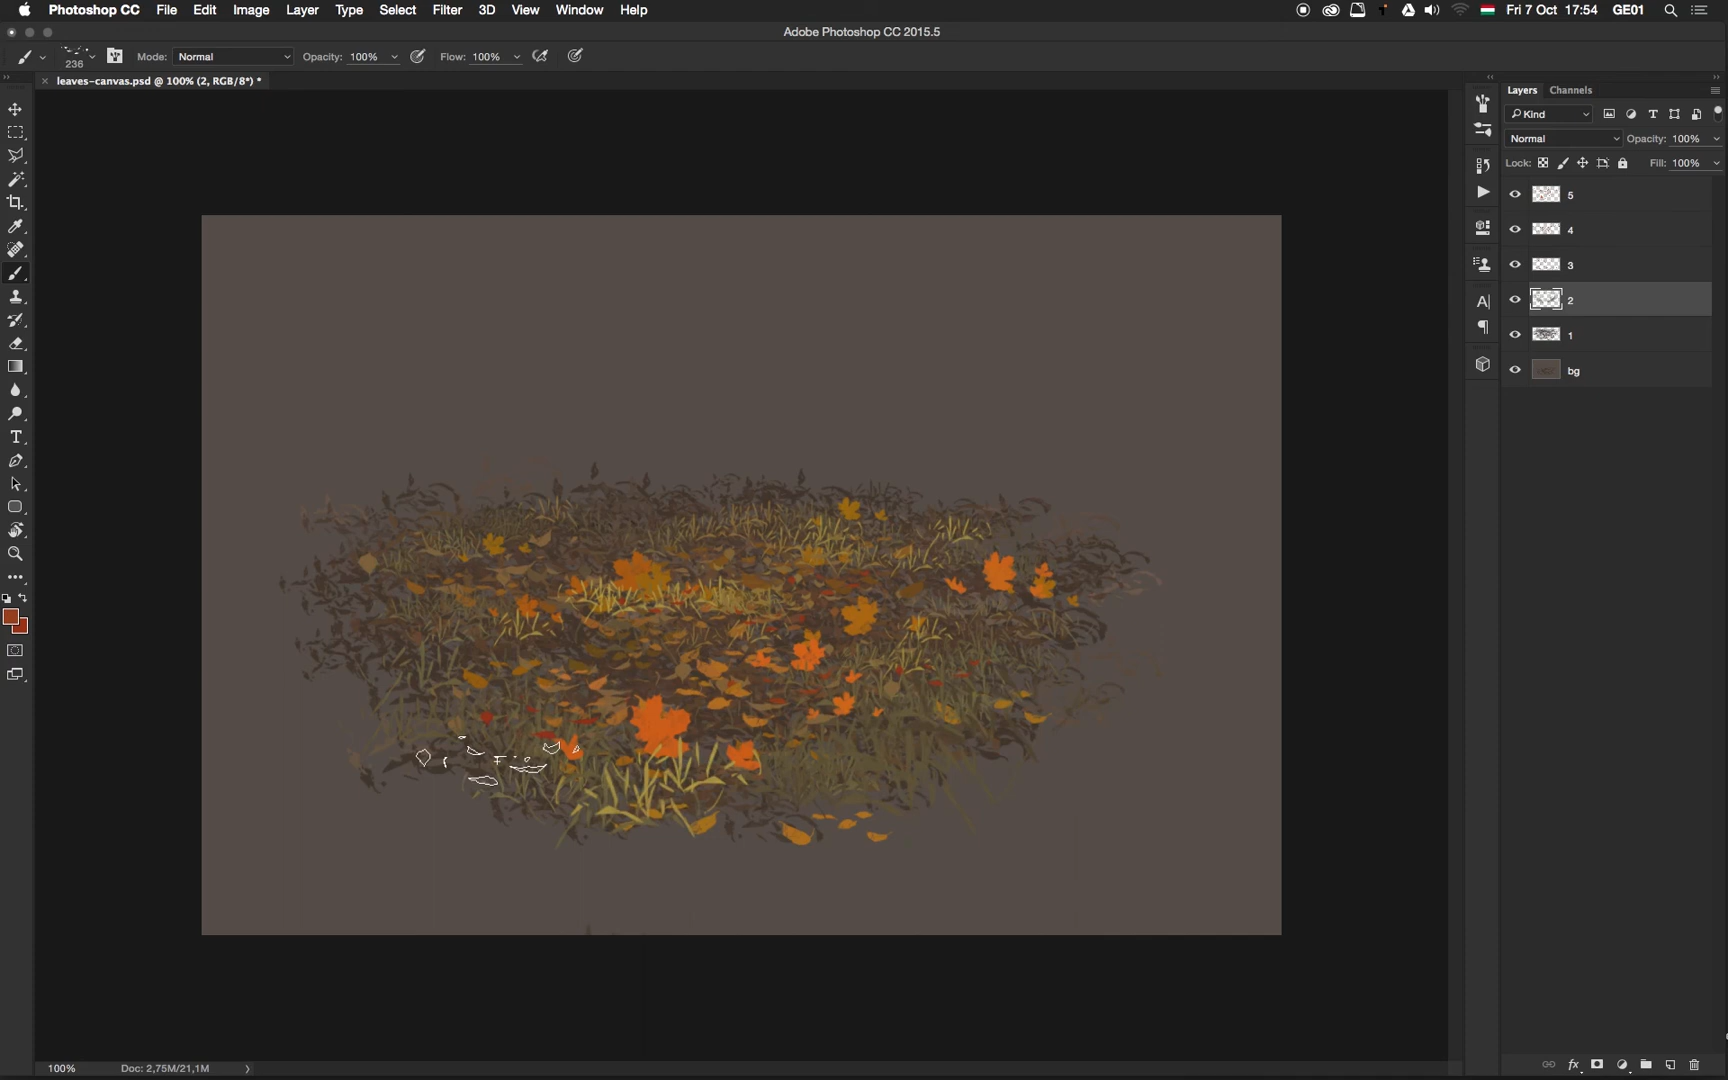 Photoshop CC File Edit Image Layer Type Select Filter 3D View Window Help Fri 7 Oct 17:54 GE01
Adobe Photoshop CC 2015.5
236 Mode: Normal Opacity: 100% Flow: 100%
leaves-canvas.psd @ 100% (2, RGB/8*) *
Layers Channels
Kind
Normal Opacity: 100%
Lock: Fill: 100%
5
4
3
2
1
bg
100% Doc: 2,75M/21,1M